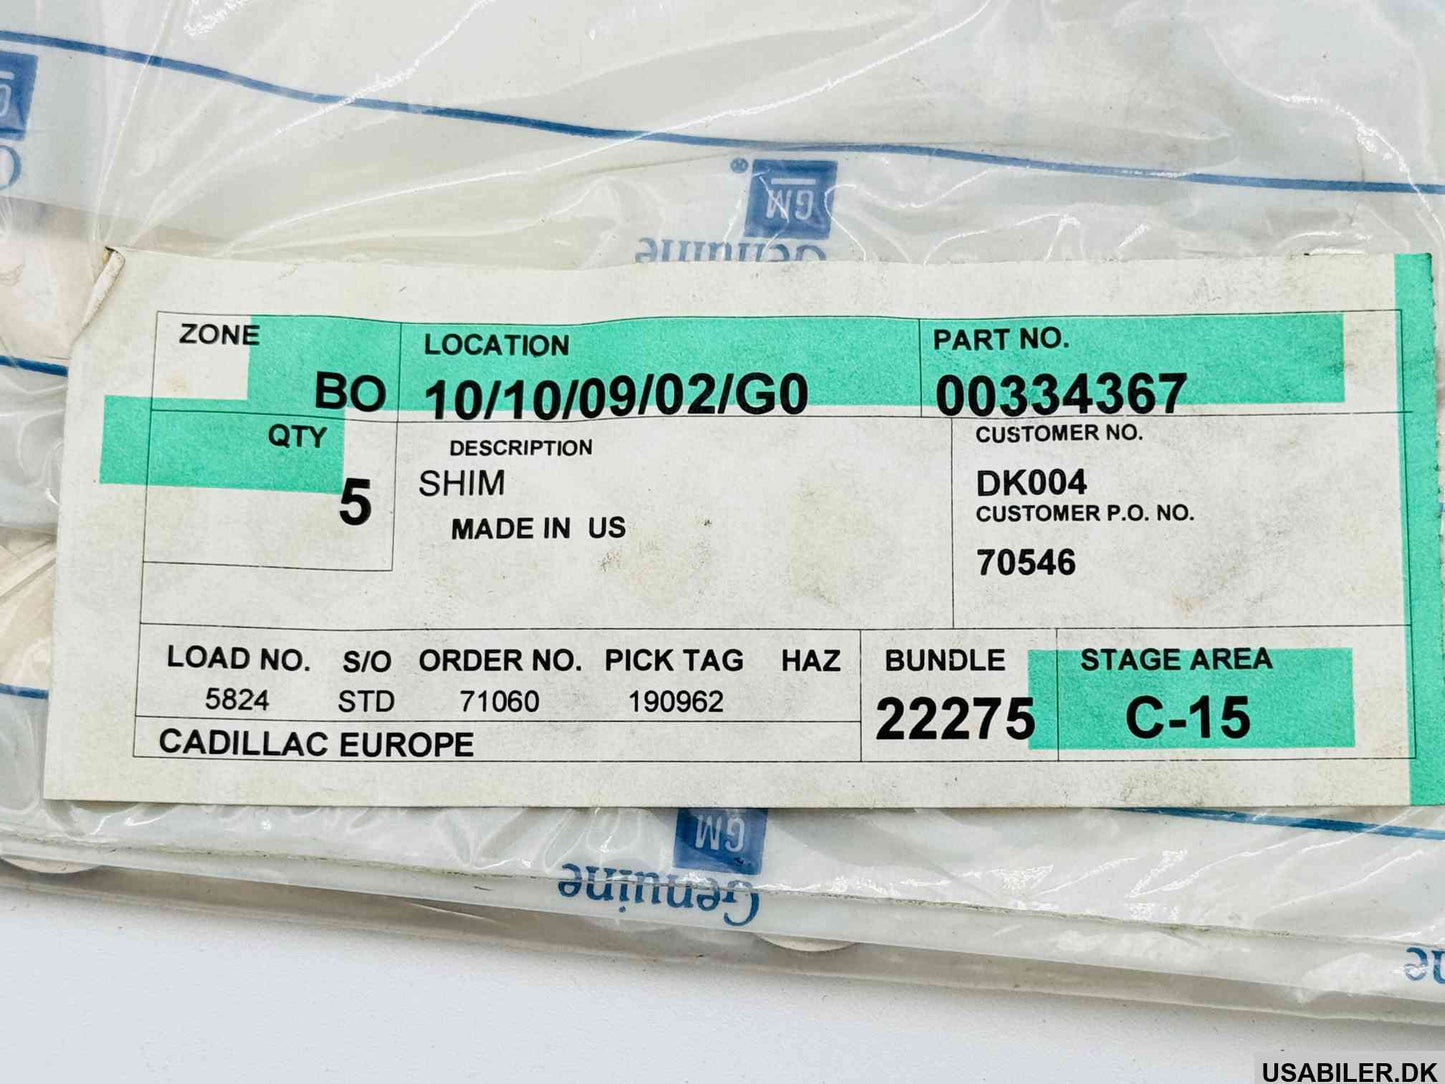 GM
Genuine
ZONE
BO
LOCATION
10/10/09/02/G0
PART NO.
00334367
QTY
5
DESCRIPTION
SHIM
MADE IN US
CUSTOMER NO.
DK004
CUSTOMER P.O. NO.
70546
LOAD NO. S/O ORDER NO. PICK TAG HAZ
5824 STD 71060 190962
CADILLAC EUROPE
BUNDLE
22275
STAGE AREA
C-15
GM
Genuine
USABILER.DK